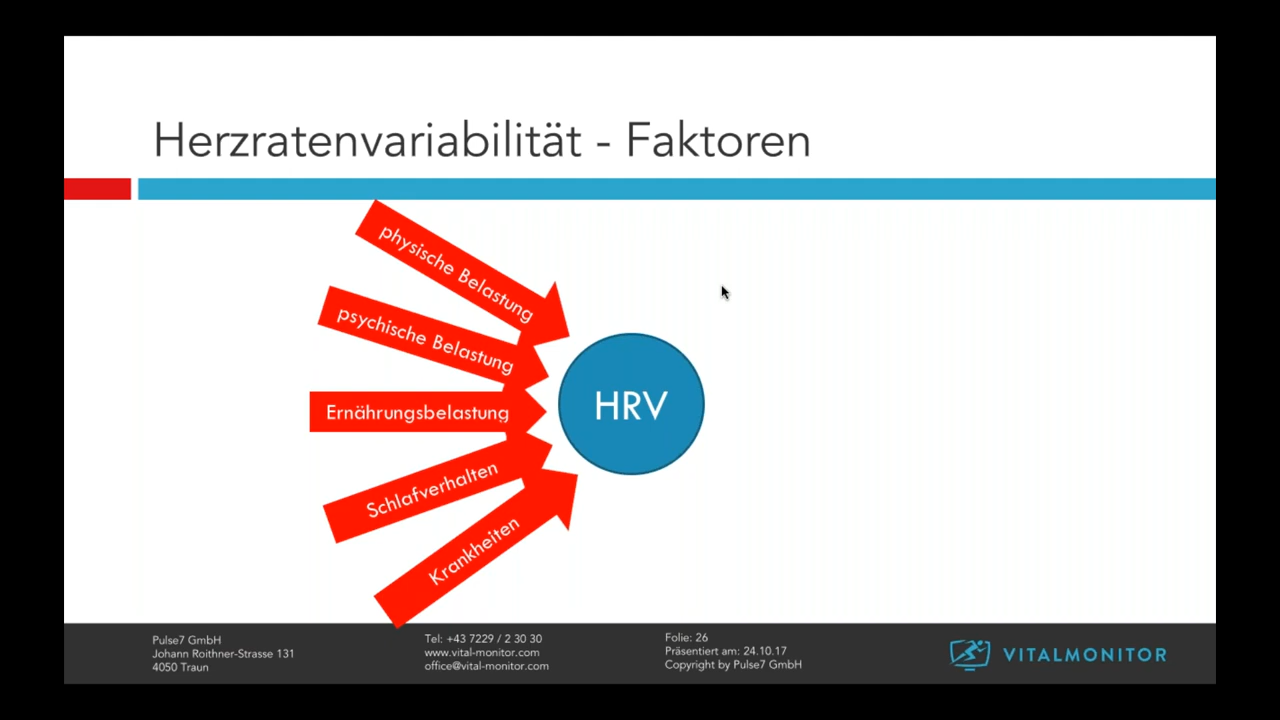 Herzratenvariabilität - Faktoren
physische Belastung
psychische Belastung
Ernährungsbelastung
Schlafverhalten
Krankheiten
HRV
Pulse7 GmbH
Johann Roithner-Strasse 131
4050 Traun
Tel: +43 7229 / 2 30 30
www.vital-monitor.com
office@vital-monitor.com
Folie: 26
Präsentiert am: 24.10.17
Copyright by Pulse7 GmbH
VITALMONITOR